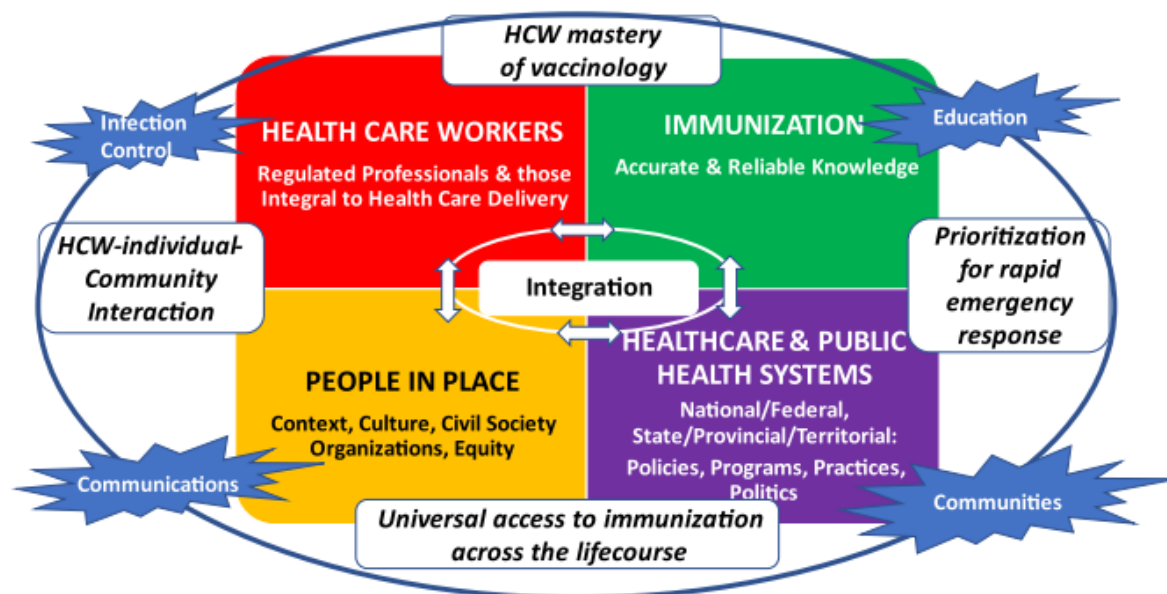 HCW mastery
of vaccinology
Infection
Control
Education
HEALTH CARE WORKERS
Regulated Professionals & those
Integral to Health Care Delivery
IMMUNIZATION
Accurate & Reliable Knowledge
HCW-individual-
Community
Interaction
Integration
Prioritization
for rapid
emergency
response
PEOPLE IN PLACE
Context, Culture, Civil Society
Organizations, Equity
HEALTHCARE & PUBLIC
HEALTH SYSTEMS
National/Federal,
State/Provincial/Territorial:
Policies, Programs, Practices,
Politics
Communications
Communities
Universal access to immunization
across the lifecourse